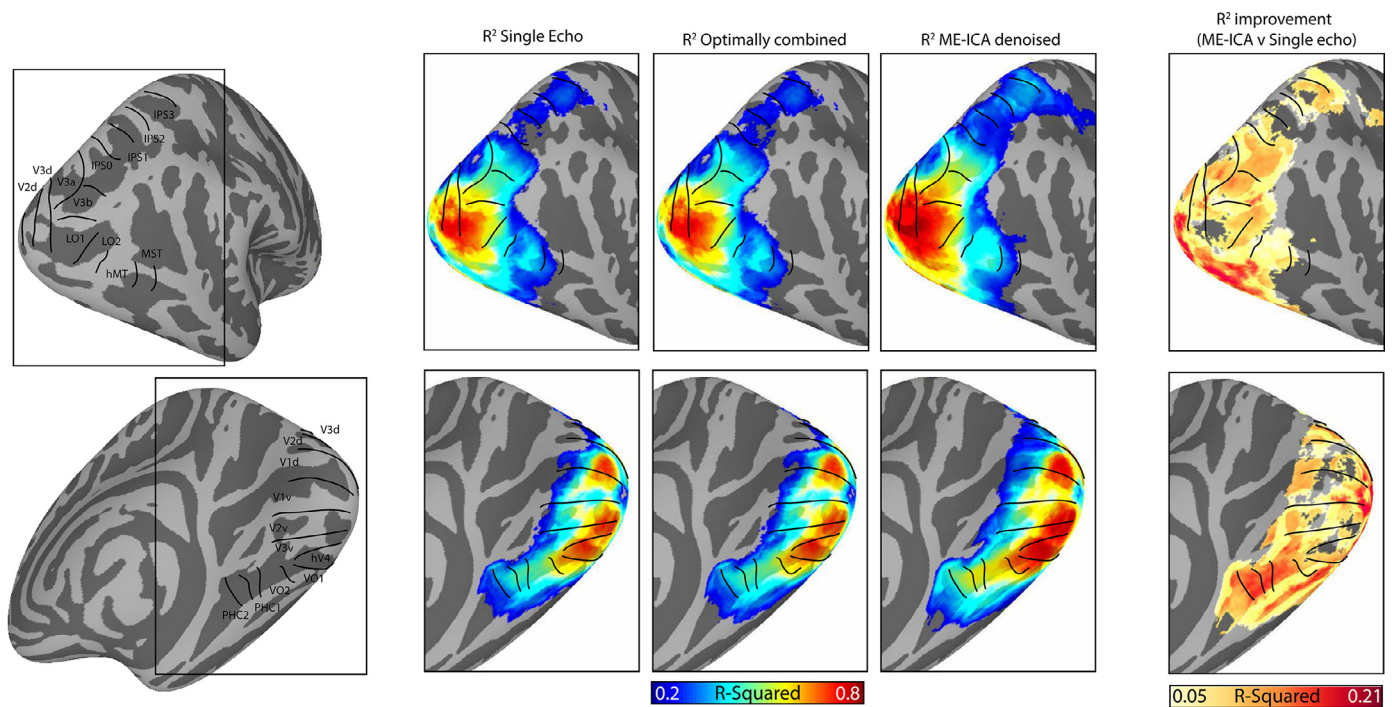 R² Single Echo
R² Optimally combined
R² ME-ICA denoised
R² improvement
(ME-ICA v Single echo)
IPS3
IPS2
IPS1
IPS0
V3d
V2d
V3a
V3b
LO1
LO2
MST
hMT
V3d
V2d
V1d
V1v
V2v
V3v
hV4
VO1
VO2
PHC1
PHC2
0.2 R-Squared 0.8
0.05 R-Squared 0.21